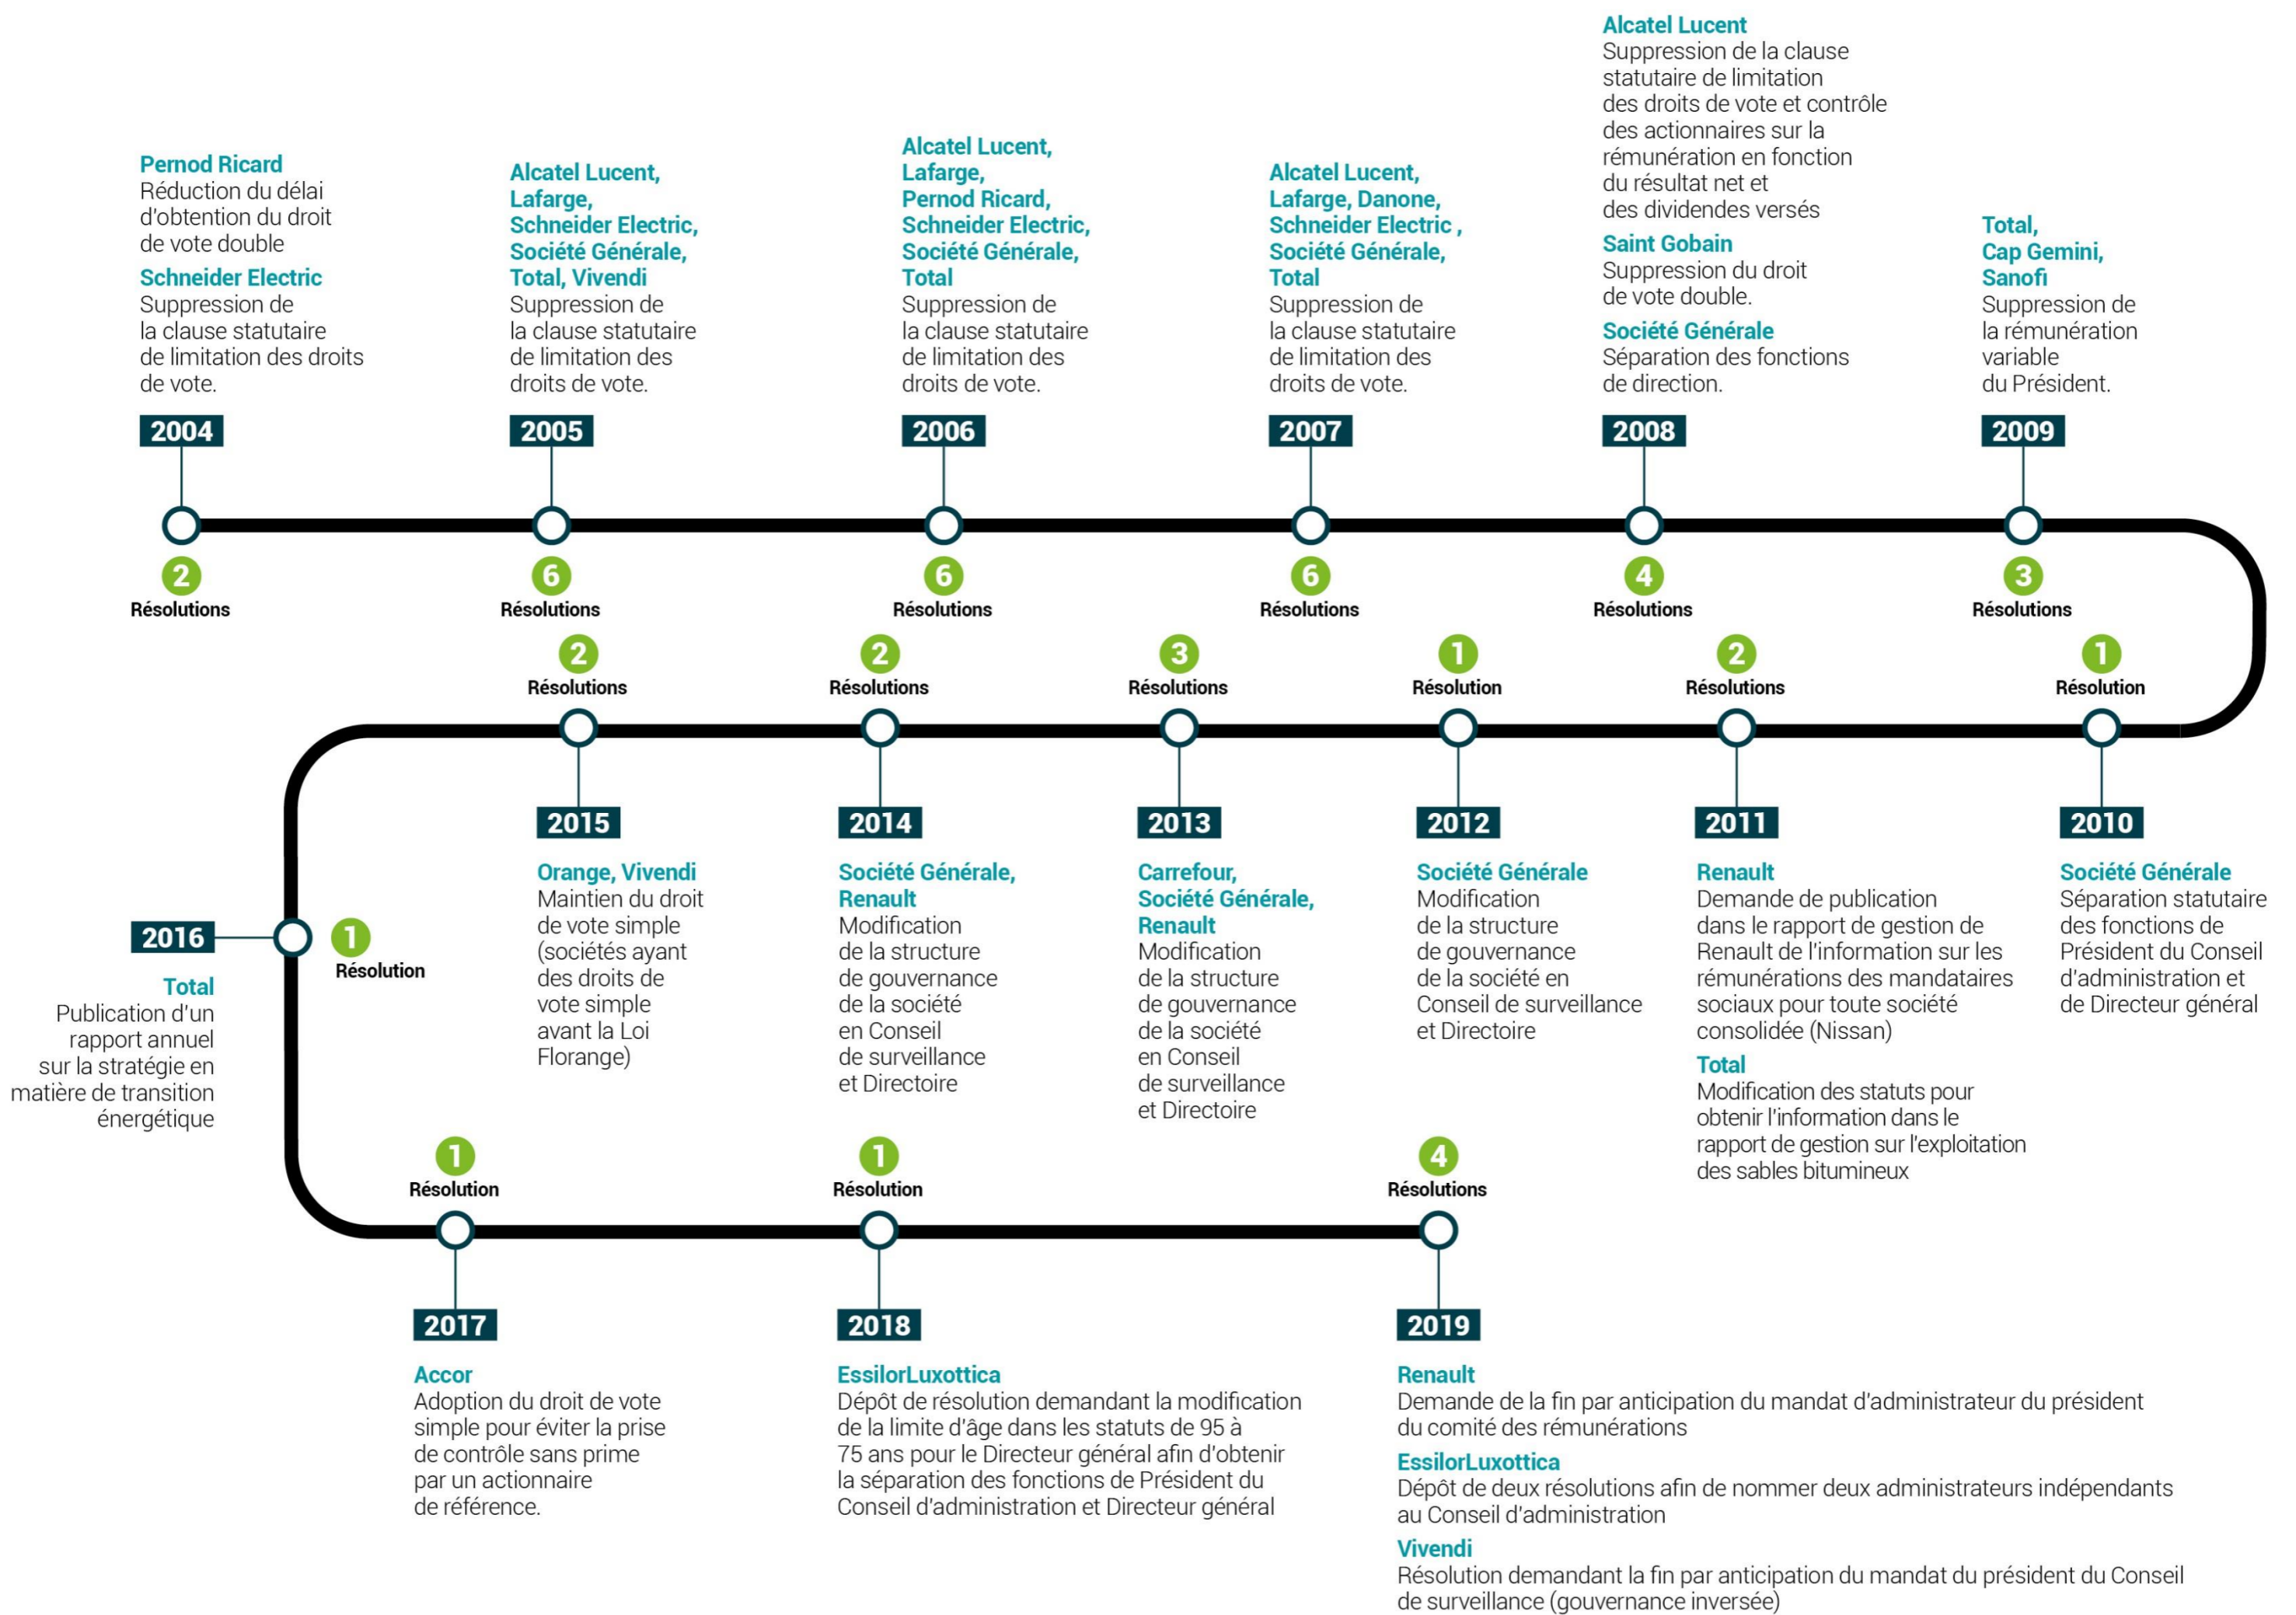 Pernod Ricard
Réduction du délai
d'obtention du droit
de vote double
Schneider Electric
Suppression de
la clause statutaire
de limitation des droits
de vote.
2004
2
Résolutions
Alcatel Lucent,
Lafarge,
Schneider Electric,
Société Générale,
Total, Vivendi
Suppression de
la clause statutaire
de limitation des
droits de vote.
2005
6
Résolutions
Alcatel Lucent,
Lafarge,
Pernod Ricard,
Schneider Electric,
Société Générale,
Total
Suppression de
la clause statutaire
de limitation des
droits de vote.
2006
6
Résolutions
Alcatel Lucent,
Lafarge, Danone,
Schneider Electric ,
Société Générale,
Total
Suppression de
la clause statutaire
de limitation des
droits de vote.
2007
6
Résolutions
Alcatel Lucent
Suppression de la clause
statutaire de limitation
des droits de vote et contrôle
des actionnaires sur la
rémunération en fonction
du résultat net et
des dividendes versés
Saint Gobain
Suppression du droit
de vote double.
Société Générale
Séparation des fonctions
de direction.
2008
4
Résolutions
Total,
Cap Gemini,
Sanofi
Suppression de
la rémunération
variable
du Président.
2009
3
Résolutions
1
Résolution
2010
Société Générale
Séparation statutaire
des fonctions de
Président du Conseil
d'administration et
de Directeur général
2
Résolutions
2011
Renault
Demande de publication
dans le rapport de gestion de
Renault de l'information sur les
rémunérations des mandataires
sociaux pour toute société
consolidée (Nissan)
Total
Modification des statuts pour
obtenir l'information dans le
rapport de gestion sur l'exploitation
des sables bitumineux
1
Résolution
2012
Société Générale
Modification
de la structure
de gouvernance
de la société en
Conseil de surveillance
et Directoire
3
Résolutions
2013
Carrefour,
Société Générale,
Renault
Modification
de la structure
de gouvernance
de la société
en Conseil
de surveillance
et Directoire
2
Résolutions
2014
Société Générale,
Renault
Modification
de la structure
de gouvernance
de la société
en Conseil
de surveillance
et Directoire
2
Résolutions
2015
Orange, Vivendi
Maintien du droit
de vote simple
(sociétés ayant
des droits de
vote simple
avant la Loi
Florange)
2016
1
Résolution
Total
Publication d'un
rapport annuel
sur la stratégie en
matière de transition
énergétique
1
Résolution
2017
Accor
Adoption du droit de vote
simple pour éviter la prise
de contrôle sans prime
par un actionnaire
de référence.
1
Résolution
2018
EssilorLuxottica
Dépôt de résolution demandant la modification
de la limite d'âge dans les statuts de 95 à
75 ans pour le Directeur général afin d'obtenir
la séparation des fonctions de Président du
Conseil d'administration et Directeur général
4
Résolutions
2019
Renault
Demande de la fin par anticipation du mandat d'administrateur du président
du comité des rémunérations
EssilorLuxottica
Dépôt de deux résolutions afin de nommer deux administrateurs indépendants
au Conseil d'administration
Vivendi
Résolution demandant la fin par anticipation du mandat du président du Conseil
de surveillance (gouvernance inversée)